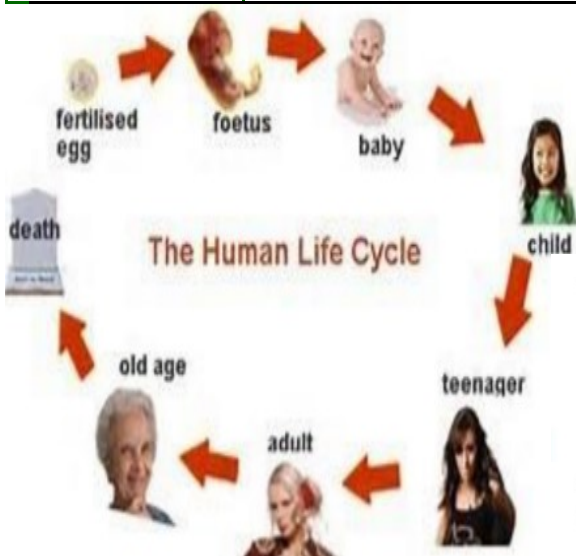 fertilised
egg
foetus
baby
child
death
The Human Life Cycle
old age
teenager
adult